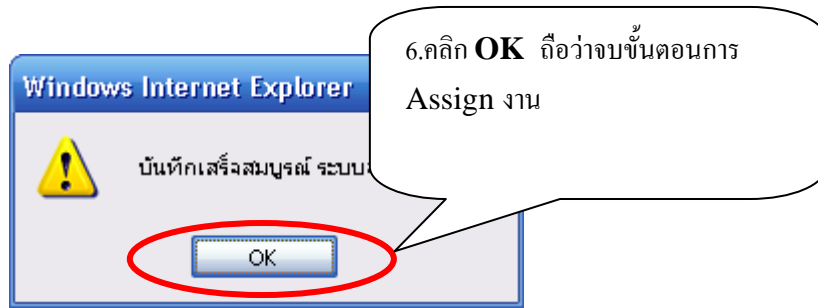 6.คลิก OK ถือว่าจบขั้นตอนการ
Assign งาน
Windows Internet Explorer
บันทึกเสร็จสมบูรณ์ ระบบ
OK